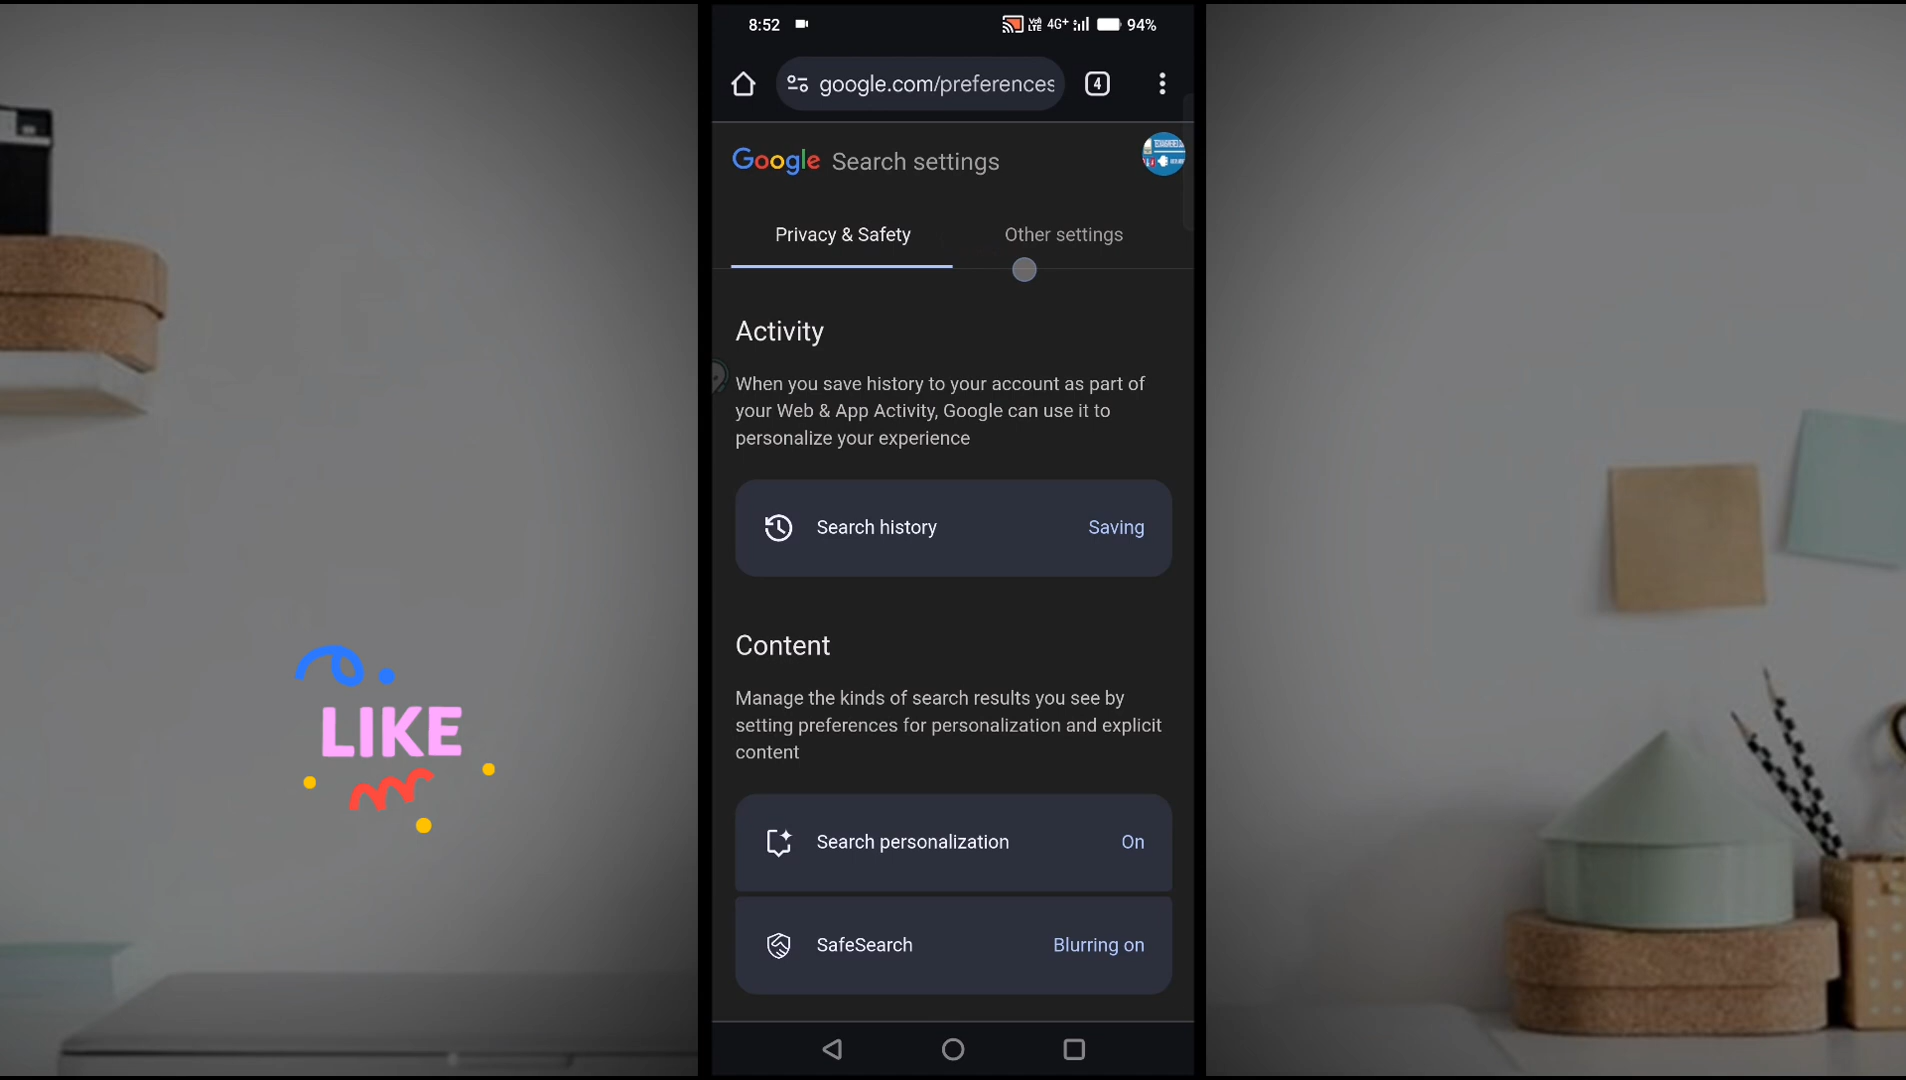 8:52 4G+ 94%
google.com/preferences 4
Google Search settings
Privacy & Safety Other settings
Activity
When you save history to your account as part of
your Web & App Activity, Google can use it to
personalize your experience
Search history Saving
Content
Manage the kinds of search results you see by
setting preferences for personalization and explicit
content
Search personalization On
SafeSearch Blurring on
LIKE